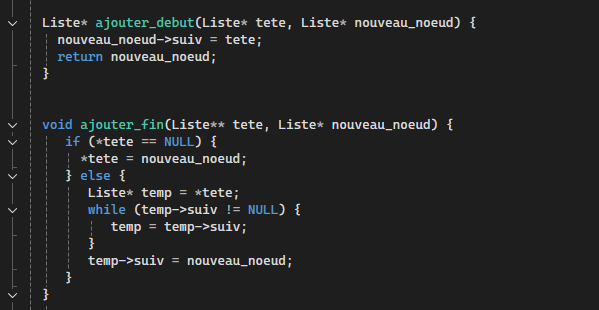 Liste* ajouter_debut(Liste* tete, Liste* nouveau_noeud) {
  nouveau_noeud->suiv = tete;
  return nouveau_noeud;
}
void ajouter_fin(Liste** tete, Liste* nouveau_noeud) {
   if (*tete == NULL) {
     *tete = nouveau_noeud;
   } else {
      Liste* temp = *tete;
      while (temp->suiv != NULL) {
         temp = temp->suiv;
      }
      temp->suiv = nouveau_noeud;
   }
}